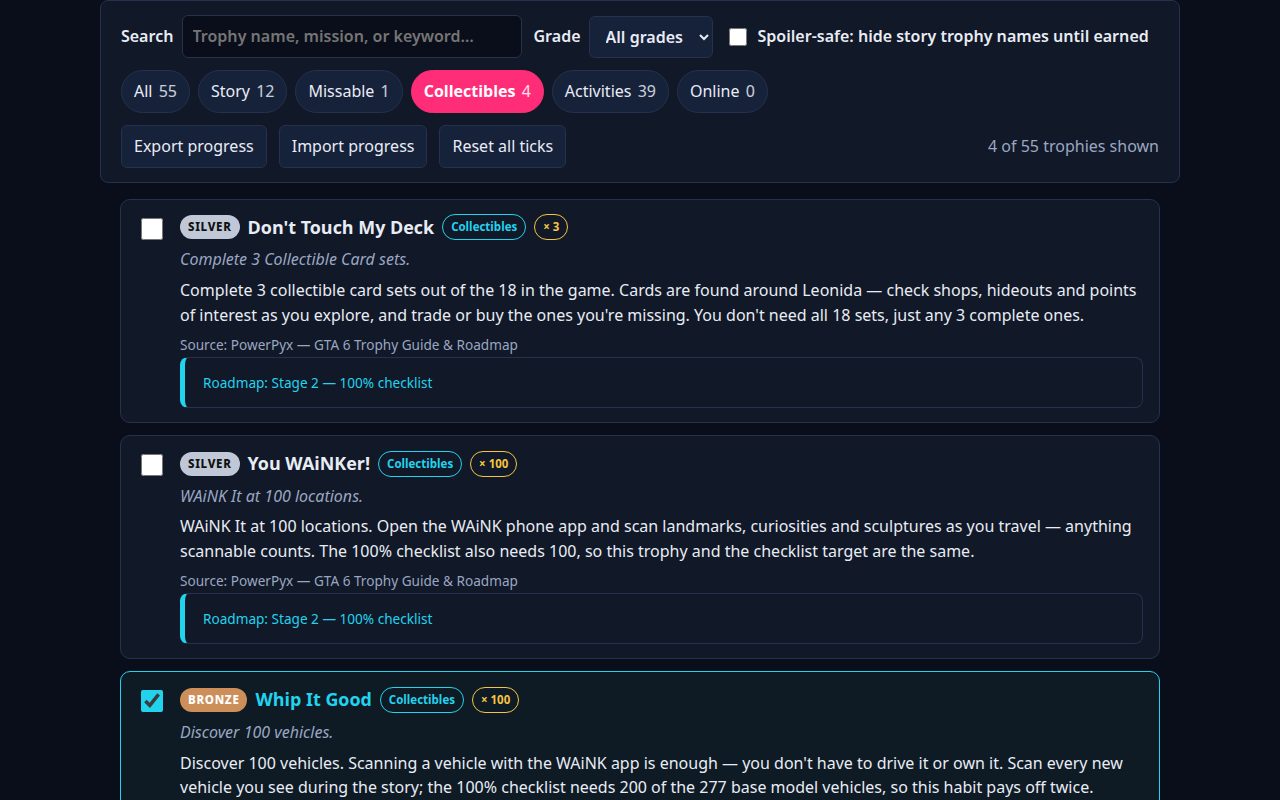 Search Trophy name, mission, or keyword... Grade All grades Spoiler-safe: hide story trophy names until earned
All 55 Story 12 Missable 1 Collectibles 4 Activities 39 Online 0
Export progress Import progress Reset all ticks 4 of 55 trophies shown
SILVER Don't Touch My Deck Collectibles × 3
Complete 3 Collectible Card sets.
Complete 3 collectible card sets out of the 18 in the game. Cards are found around Leonida — check shops, hideouts and points
of interest as you explore, and trade or buy the ones you're missing. You don't need all 18 sets, just any 3 complete ones.
Source: PowerPyx — GTA 6 Trophy Guide & Roadmap
Roadmap: Stage 2 — 100% checklist
SILVER You WAiNKer! Collectibles × 100
WAiNK It at 100 locations.
WAiNK It at 100 locations. Open the WAiNK phone app and scan landmarks, curiosities and sculptures as you travel — anything
scannable counts. The 100% checklist also needs 100, so this trophy and the checklist target are the same.
Source: PowerPyx — GTA 6 Trophy Guide & Roadmap
Roadmap: Stage 2 — 100% checklist
BRONZE Whip It Good Collectibles × 100
Discover 100 vehicles.
Discover 100 vehicles. Scanning a vehicle with the WAiNK app is enough — you don't have to drive it or own it. Scan every new
vehicle you see during the story; the 100% checklist needs 200 of the 277 base model vehicles, so this habit pays off twice.